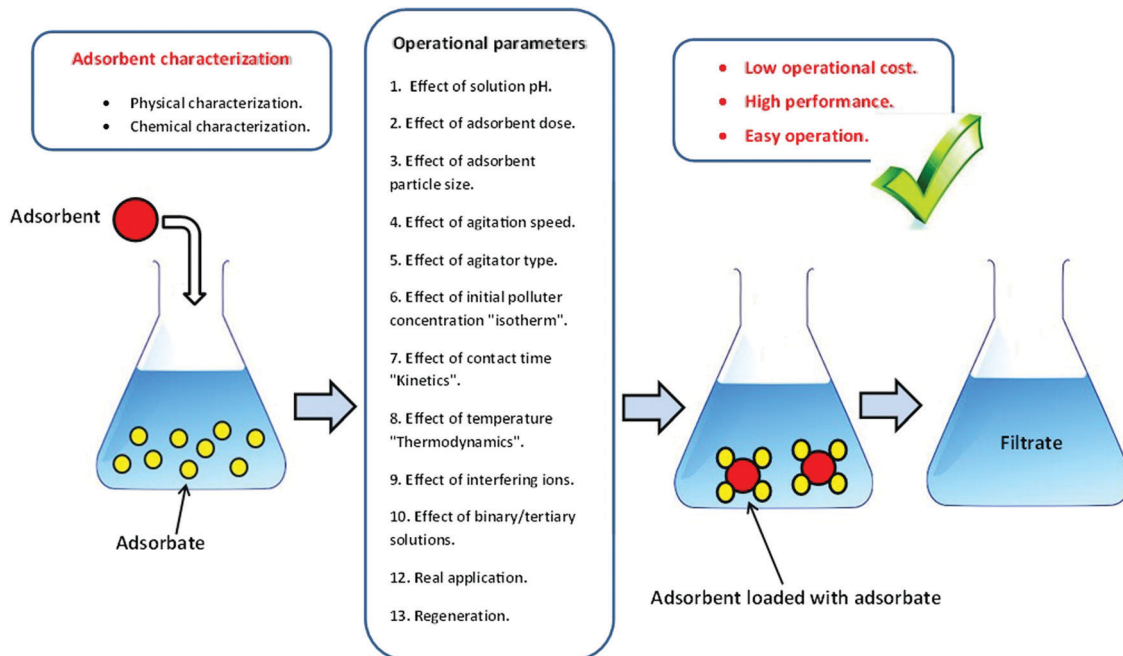 Adsorbent characterization
• Physical characterization.
• Chemical characterization.
Adsorbent
Adsorbate
Operational parameters
1. Effect of solution pH.
2. Effect of adsorbent dose.
3. Effect of adsorbent
particle size.
4. Effect of agitation speed.
5. Effect of agitator type.
6. Effect of initial polluter
concentration "isotherm".
7. Effect of contact time
"Kinetics".
8. Effect of temperature
"Thermodynamics".
9. Effect of interfering ions.
10. Effect of binary/tertiary
solutions.
12. Real application.
13. Regeneration.
• Low operational cost.
• High performance.
• Easy operation.
Adsorbent loaded with adsorbate
Filtrate